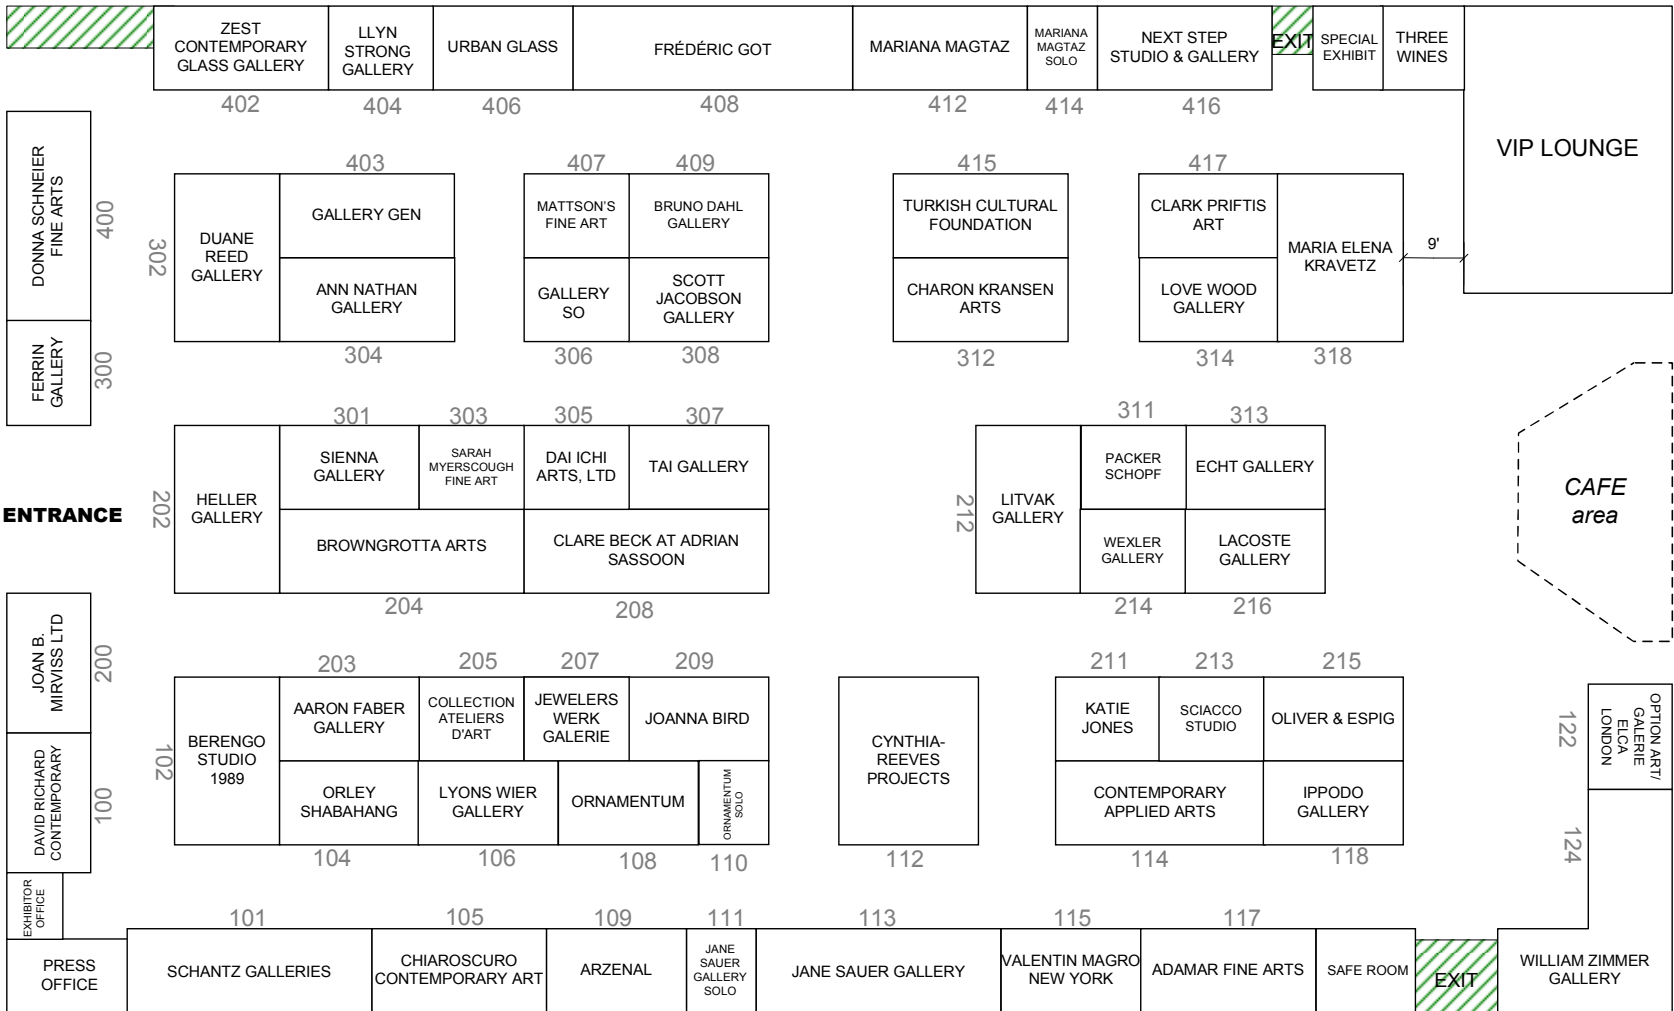 ZEST
CONTEMPORARY
GLASS GALLERY
402
LLYN
STRONG
GALLERY
404
URBAN GLASS
406
FRÉDÉRIC GOT
408
MARIANA MAGTAZ
412
MARIANA
MAGTAZ
SOLO
414
NEXT STEP
STUDIO & GALLERY
416
EXIT
SPECIAL
EXHIBIT
THREE
WINES
VIP LOUNGE
DONNA SCHNEIER
FINE ARTS
400
FERRIN
GALLERY
300
302
DUANE
REED
GALLERY
403
GALLERY GEN
ANN NATHAN
GALLERY
304
407
MATTSON'S
FINE ART
409
BRUNO DAHL
GALLERY
GALLERY
SO
306
SCOTT
JACOBSON
GALLERY
308
415
TURKISH CULTURAL
FOUNDATION
CHARON KRANSEN
ARTS
312
417
CLARK PRIFTIS
ART
LOVE WOOD
GALLERY
314
MARIA ELENA
KRAVETZ
318
9'
ENTRANCE
202
HELLER
GALLERY
301
SIENNA
GALLERY
303
SARAH
MYERSCOUGH
FINE ART
305
DAI ICHI
ARTS, LTD
307
TAI GALLERY
BROWNGROTTA ARTS
204
CLARE BECK AT ADRIAN
SASSOON
208
212
LITVAK
GALLERY
311
PACKER
SCHOPF
313
ECHT GALLERY
WEXLER
GALLERY
214
LACOSTE
GALLERY
216
CAFE
area
JOAN B.
MIRVISS LTD
200
DAVID RICHARD
CONTEMPORARY
100
102
BERENGO
STUDIO
1989
203
AARON FABER
GALLERY
205
COLLECTION
ATELIERS
D'ART
207
JEWELERS
WERK
GALERIE
209
JOANNA BIRD
ORLEY
SHABAHANG
104
LYONS WIER
GALLERY
106
ORNAMENTUM
108
ORNAMENTUM
SOLO
110
CYNTHIA-
REEVES
PROJECTS
112
211
KATIE
JONES
213
SCIACCO
STUDIO
215
OLIVER & ESPIG
CONTEMPORARY
APPLIED ARTS
114
IPPODO
GALLERY
118
122
OPTION ART/
GALERIE
ELCA
LONDON
124
EXHIBITOR
OFFICE
PRESS
OFFICE
101
SCHANTZ GALLERIES
105
CHIAROSCURO
CONTEMPORARY ART
109
ARZENAL
111
JANE
SAUER
GALLERY
SOLO
113
JANE SAUER GALLERY
115
VALENTIN MAGRO
NEW YORK
117
ADAMAR FINE ARTS
SAFE ROOM
EXIT
WILLIAM ZIMMER
GALLERY